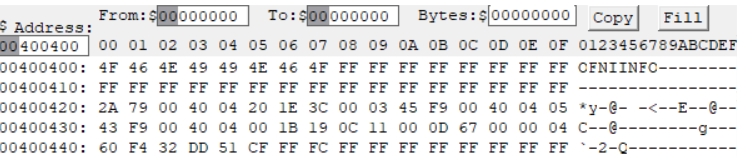 From:$00000000 To:$00000000 Bytes:$00000000 Copy Fill
$ Address:
00400400 00 01 02 03 04 05 06 07 08 09 0A 0B 0C 0D 0E 0F 0123456789ABCDEF
00400400: 4F 46 4E 49 49 4E 46 4F FF FF FF FF FF FF FF FF OFNIINFO--------
00400410: FF FF FF FF FF FF FF FF FF FF FF FF FF FF FF FF ----------------
00400420: 2A 79 00 40 04 20 1E 3C 00 03 45 F9 00 40 04 05 *y-@- -<--E--@--
00400430: 43 F9 00 40 04 00 1B 19 0C 11 00 0D 67 00 00 04 C--@--------g---
00400440: 60 F4 32 DD 51 CF FF FC FF FF FF FF FF FF FF FF `-2-Q-----------